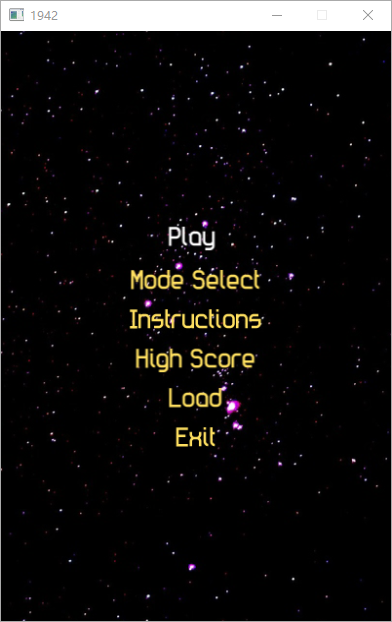 1942
Play
Mode Select
Instructions
High Score
Load
Exit